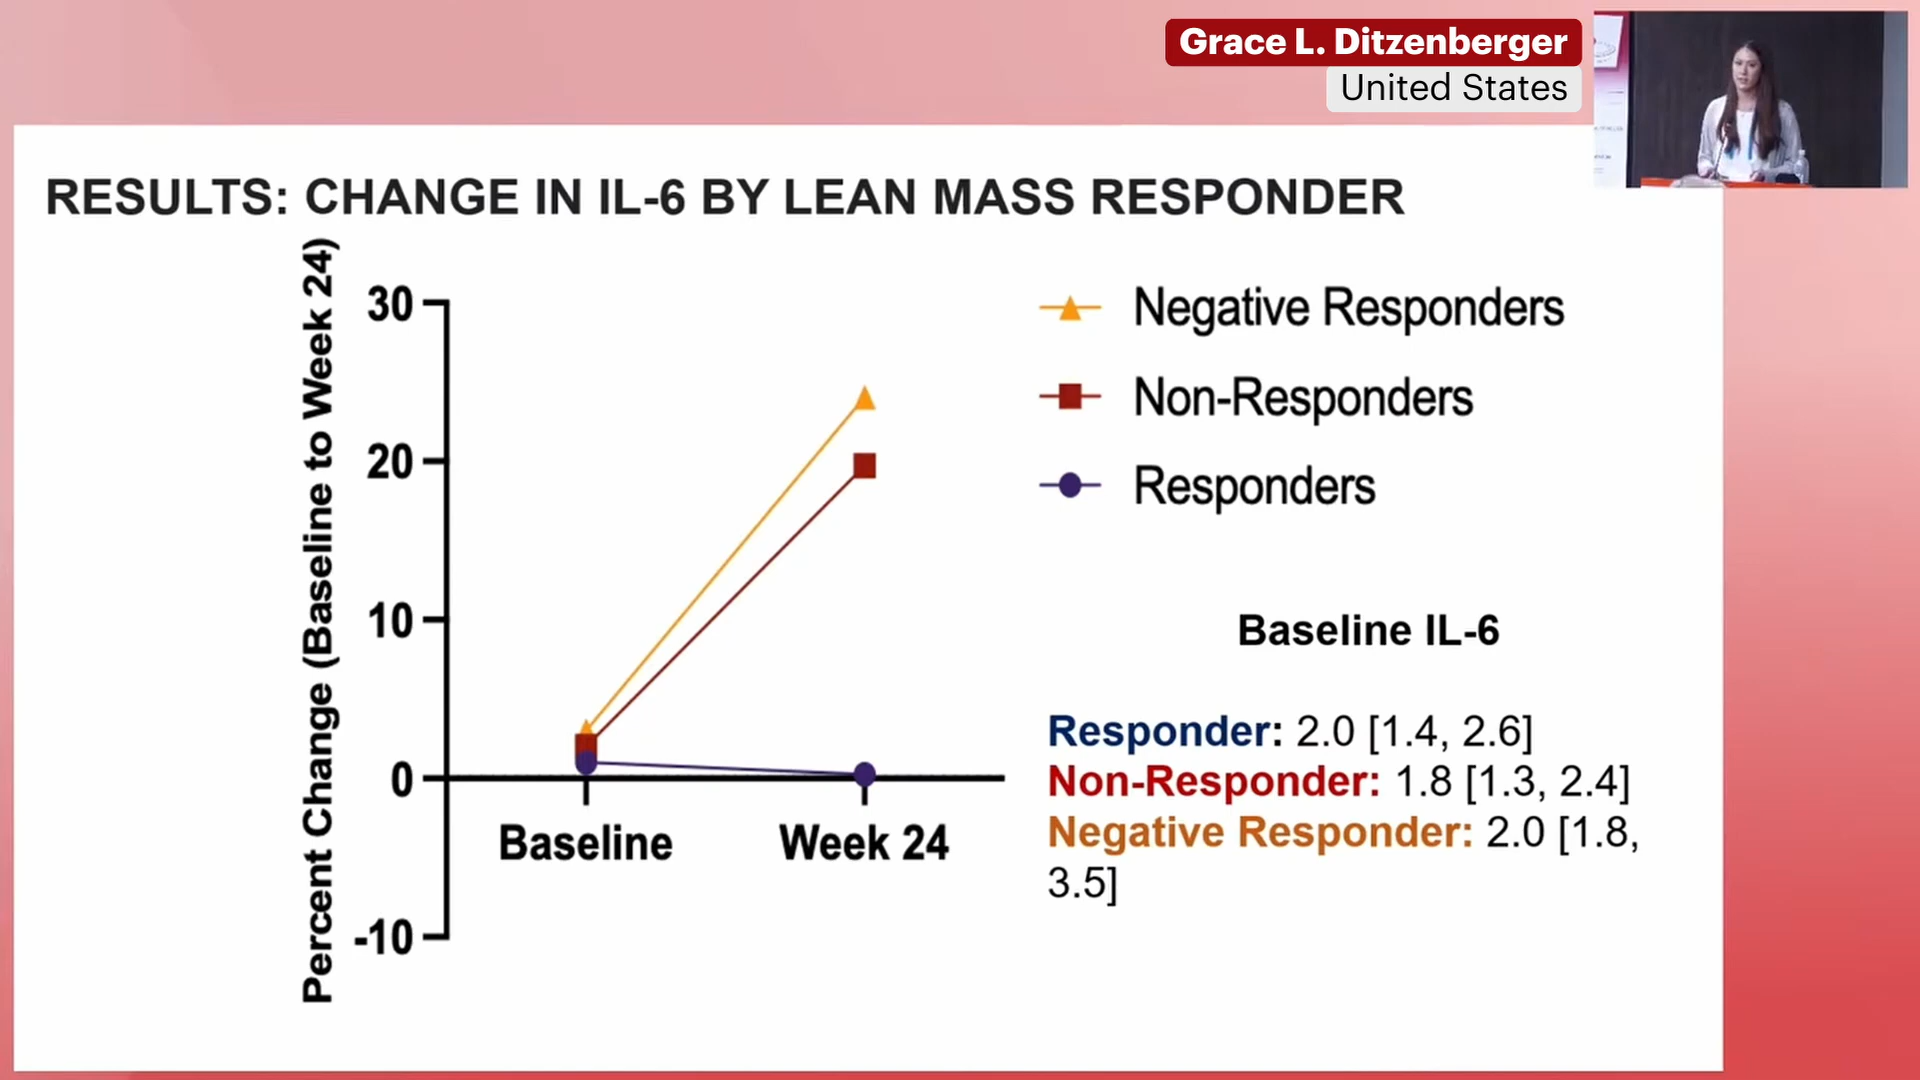 Grace L. Ditzenberger
United States
RESULTS: CHANGE IN IL-6 BY LEAN MASS RESPONDER
Percent Change (Baseline to Week 24)
30
20
10
0
-10
Baseline
Week 24
Negative Responders
Non-Responders
Responders
Baseline IL-6
Responder: 2.0 [1.4, 2.6]
Non-Responder: 1.8 [1.3, 2.4]
Negative Responder: 2.0 [1.8,
3.5]